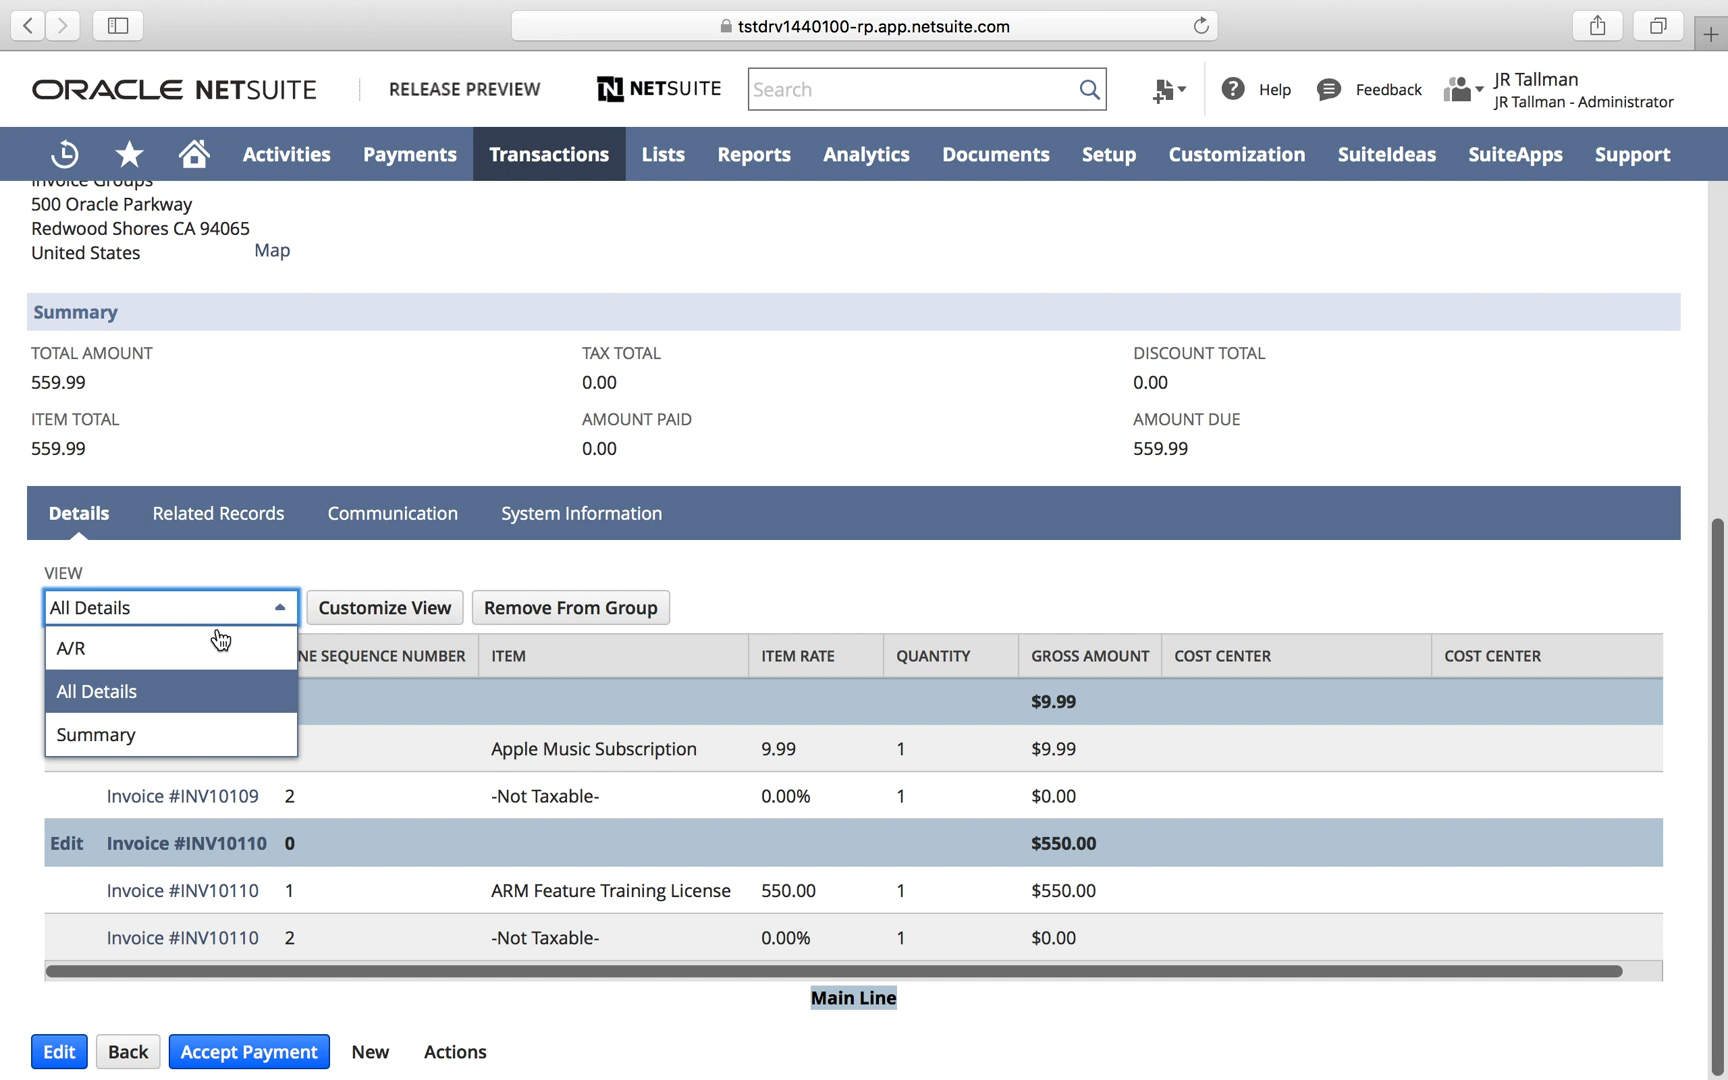 tstdrv1440100-rp.app.netsuite.com
ORACLE NETSUITE
RELEASE PREVIEW
N NETSUITE
Search
Help
Feedback
JR Tallman
JR Tallman - Administrator
Activities
Payments
Transactions
Lists
Reports
Analytics
Documents
Setup
Customization
SuiteIdeas
SuiteApps
Support
Invoice Groups
500 Oracle Parkway
Redwood Shores CA 94065
United States
Map
Summary
TOTAL AMOUNT
TAX TOTAL
DISCOUNT TOTAL
559.99
0.00
0.00
ITEM TOTAL
AMOUNT PAID
AMOUNT DUE
559.99
0.00
559.99
Details
Related Records
Communication
System Information
VIEW
All Details
Customize View
Remove From Group
A/R
All Details
Summary
NE SEQUENCE NUMBER
ITEM
ITEM RATE
QUANTITY
GROSS AMOUNT
COST CENTER
COST CENTER
$9.99
Apple Music Subscription 9.99 1 $9.99
Invoice #INV10109 2 -Not Taxable- 0.00% 1 $0.00
Edit Invoice #INV10110 0 $550.00
Invoice #INV10110 1 ARM Feature Training License 550.00 1 $550.00
Invoice #INV10110 2 -Not Taxable- 0.00% 1 $0.00
Main Line
Edit
Back
Accept Payment
New
Actions